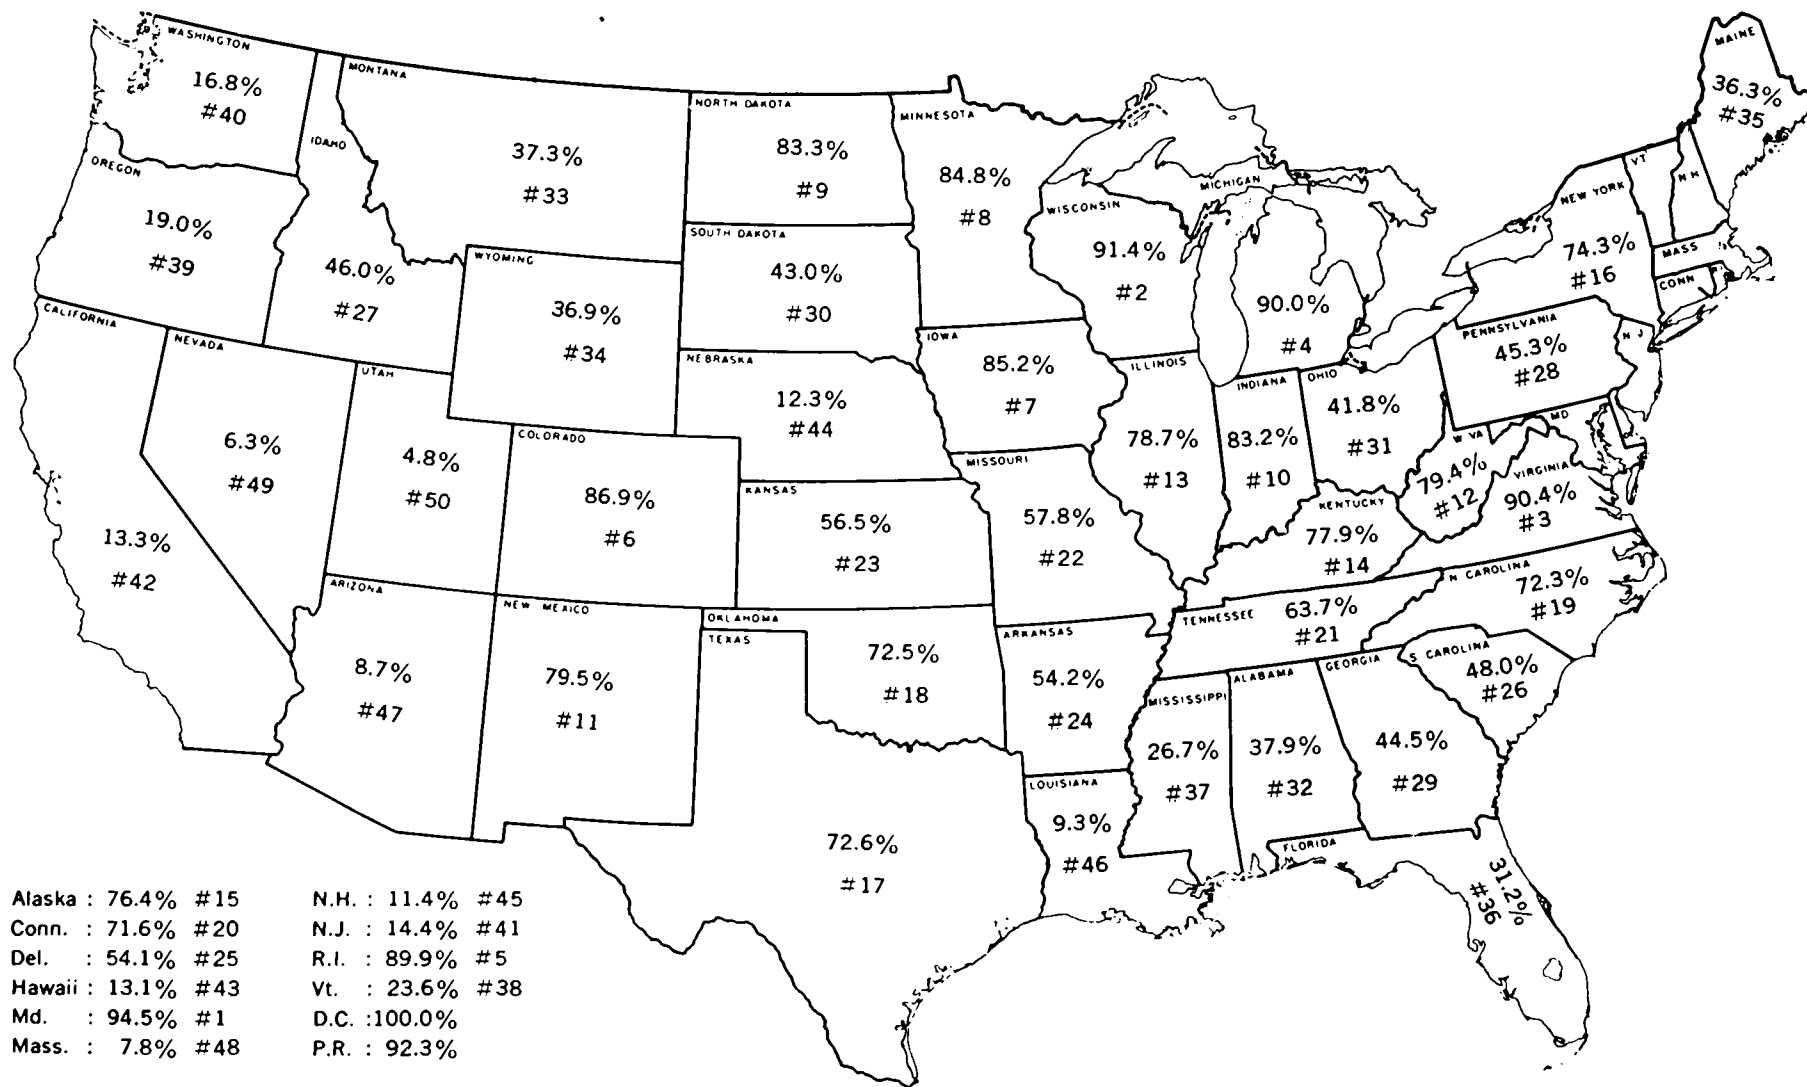 WASHINGTON
16.8%
#40
MONTANA
37.3%
#33
NORTH DAKOTA
83.3%
#9
MINNESOTA
84.8%
#8
MAINE
36.3%
#35
OREGON
19.0%
#39
IDAHO
46.0%
#27
WYOMING
36.9%
#34
SOUTH DAKOTA
43.0%
#30
WISCONSIN
91.4%
#2
MICHIGAN
90.0%
#4
VT
N H
NEW YORK
74.3%
#16
MASS
CONN
CALIFORNIA
13.3%
#42
NEVADA
6.3%
#49
UTAH
4.8%
#50
COLORADO
86.9%
#6
NEBRASKA
12.3%
#44
IOWA
85.2%
#7
ILLINOIS
78.7%
#13
INDIANA
83.2%
#10
OHIO
41.8%
#31
PENNSYLVANIA
45.3%
#28
N J
MD
W VA
79.4%
#12
VIRGINIA
90.4%
#3
KANSAS
56.5%
#23
MISSOURI
57.8%
#22
KENTUCKY
77.9%
#14
ARIZONA
8.7%
#47
NEW MEXICO
79.5%
#11
OKLAHOMA
72.5%
#18
TEXAS
72.6%
#17
ARKANSAS
54.2%
#24
TENNESSEE
63.7%
#21
N CAROLINA
72.3%
#19
S CAROLINA
48.0%
#26
MISSISSIPPI
26.7%
#37
ALABAMA
37.9%
#32
GEORGIA
44.5%
#29
LOUISIANA
9.3%
#46
FLORIDA
31.2%
#36
Alaska : 76.4% #15 N.H. : 11.4% #45
Conn. : 71.6% #20 N.J. : 14.4% #41
Del. : 54.1% #25 R.I. : 89.9% #5
Hawaii : 13.1% #43 Vt. : 23.6% #38
Md. : 94.5% #1 D.C. :100.0%
Mass. : 7.8% #48 P.R. : 92.3%